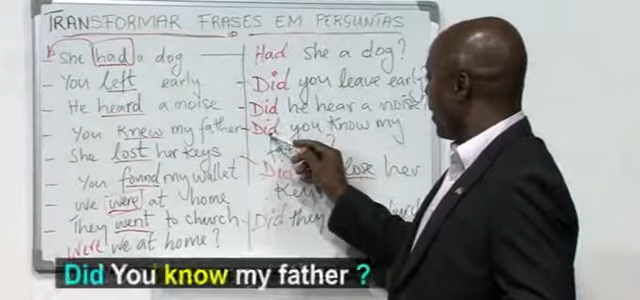 TRANSFORMAR FRASES EM PERGUNTAS
She had a dog
Had she a dog?
You left early
Did you leave early
He heard a noise
Did he hear a noise
You knew my father
Did you know my
She lost her keys
You found my wallet
Did lose her
We were at home
They went to church
Did they
Were we at home?
Did You know my father ?